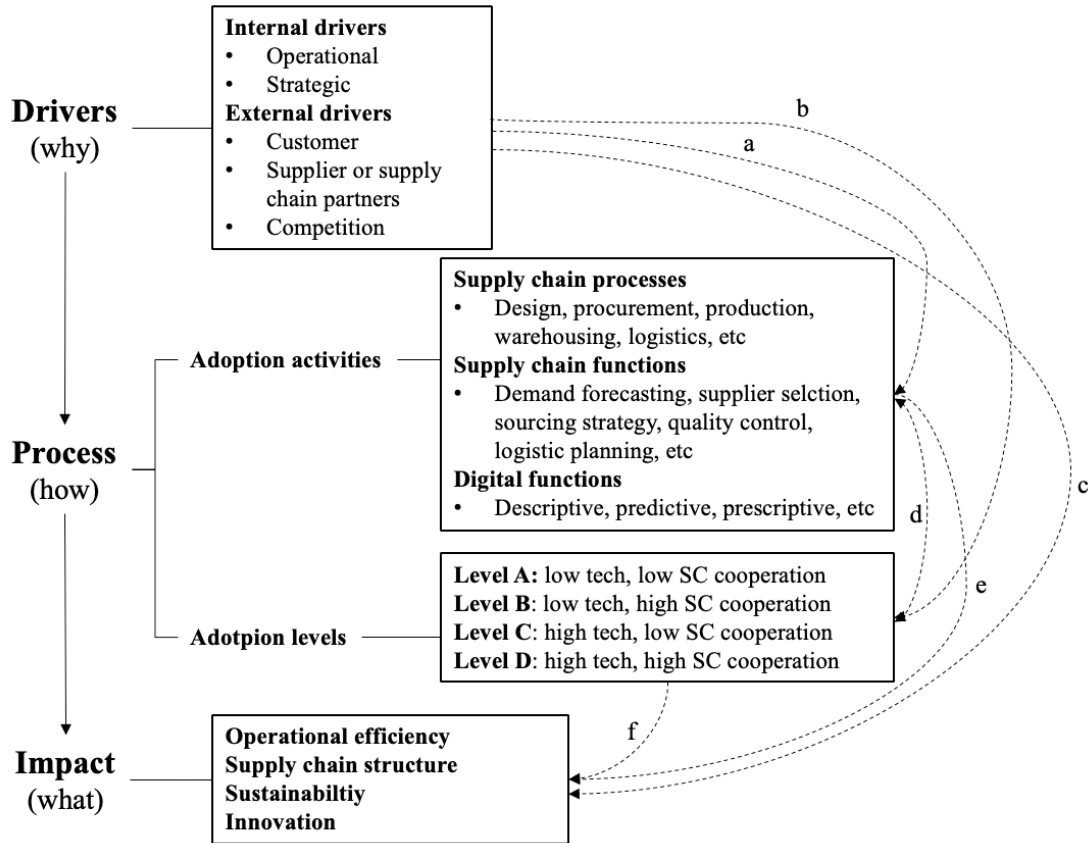 Internal drivers
• Operational
• Strategic
External drivers
• Customer
• Supplier or supply
chain partners
• Competition
Drivers
(why)
b
a
Supply chain processes
• Design, procurement, production,
warehousing, logistics, etc
Supply chain functions
• Demand forecasting, supplier selction,
sourcing strategy, quality control,
logistic planning, etc
Digital functions
• Descriptive, predictive, prescriptive, etc
Adoption activities
Process
(how)
c
d
e
Level A: low tech, low SC cooperation
Level B: low tech, high SC cooperation
Level C: high tech, low SC cooperation
Level D: high tech, high SC cooperation
Adotpion levels
f
Impact
(what)
Operational efficiency
Supply chain structure
Sustainabiltiy
Innovation